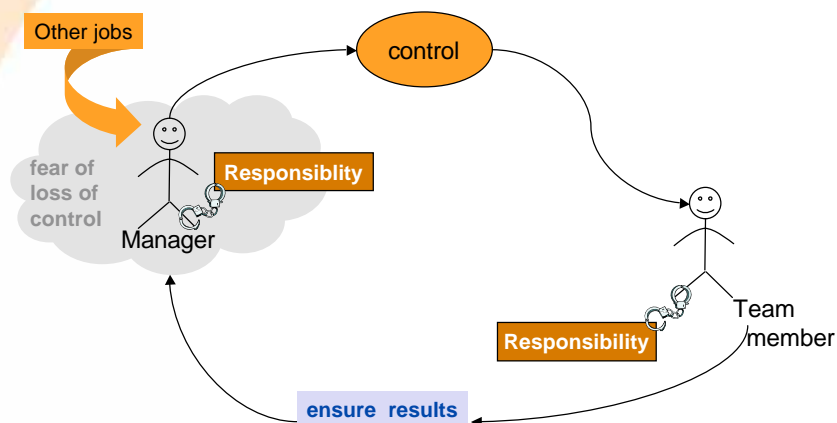 Other jobs
control
fear of
loss of
control
Responsiblity
Manager
Team
member
Responsibility
ensure results